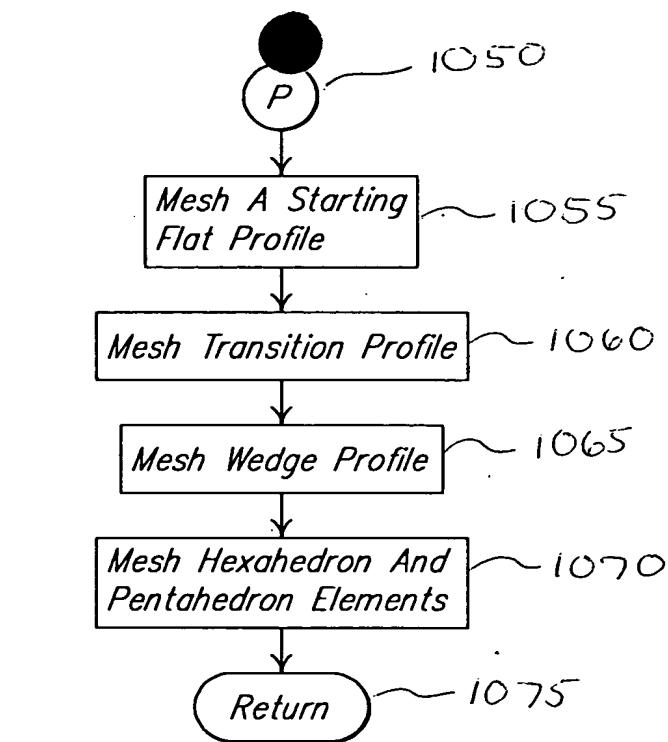 1050
P
Mesh A Starting
Flat Profile
1055
Mesh Transition Profile
1060
Mesh Wedge Profile
1065
Mesh Hexahedron And
Pentahedron Elements
1070
Return
1075